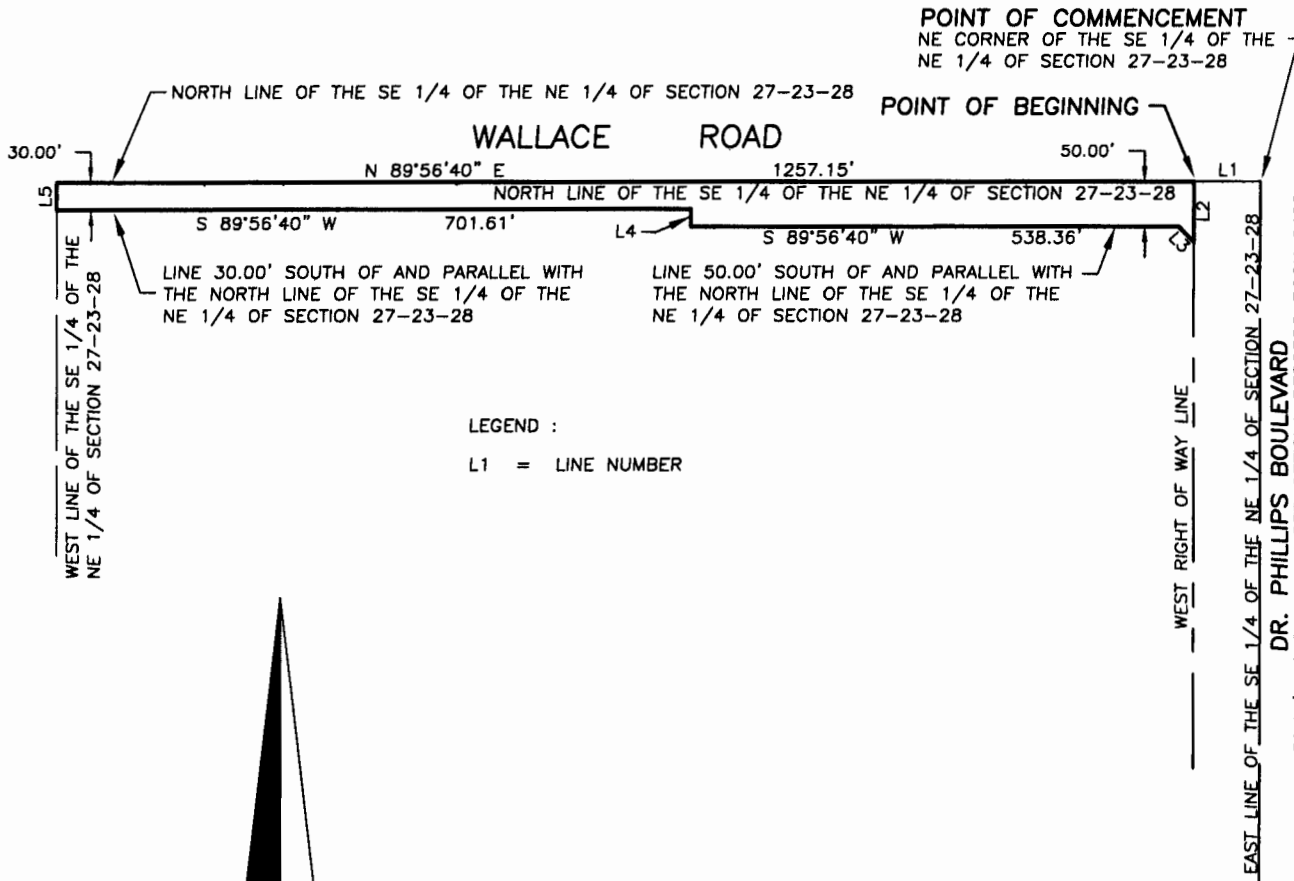 POINT OF COMMENCEMENT
NE CORNER OF THE SE 1/4 OF THE
NE 1/4 OF SECTION 27-23-28
NORTH LINE OF THE SE 1/4 OF THE NE 1/4 OF SECTION 27-23-28
POINT OF BEGINNING
WALLACE ROAD
30.00'
50.00'
N 89°56'40" E 1257.15'
L1
L5
NORTH LINE OF THE SE 1/4 OF THE NE 1/4 OF SECTION 27-23-28
L2
S 89°56'40" W 701.61'
L4
S 89°56'40" W 538.36'
L3
LINE 30.00' SOUTH OF AND PARALLEL WITH
THE NORTH LINE OF THE SE 1/4 OF THE
NE 1/4 OF SECTION 27-23-28
LINE 50.00' SOUTH OF AND PARALLEL WITH
THE NORTH LINE OF THE SE 1/4 OF THE
NE 1/4 OF SECTION 27-23-28
WEST LINE OF THE SE 1/4 OF THE
NE 1/4 OF SECTION 27-23-28
LEGEND :
L1 = LINE NUMBER
WEST RIGHT OF WAY LINE
EAST LINE OF THE SE 1/4 OF THE NE 1/4 OF SECTION 27-23-28
DR. PHILLIPS BOULEVARD